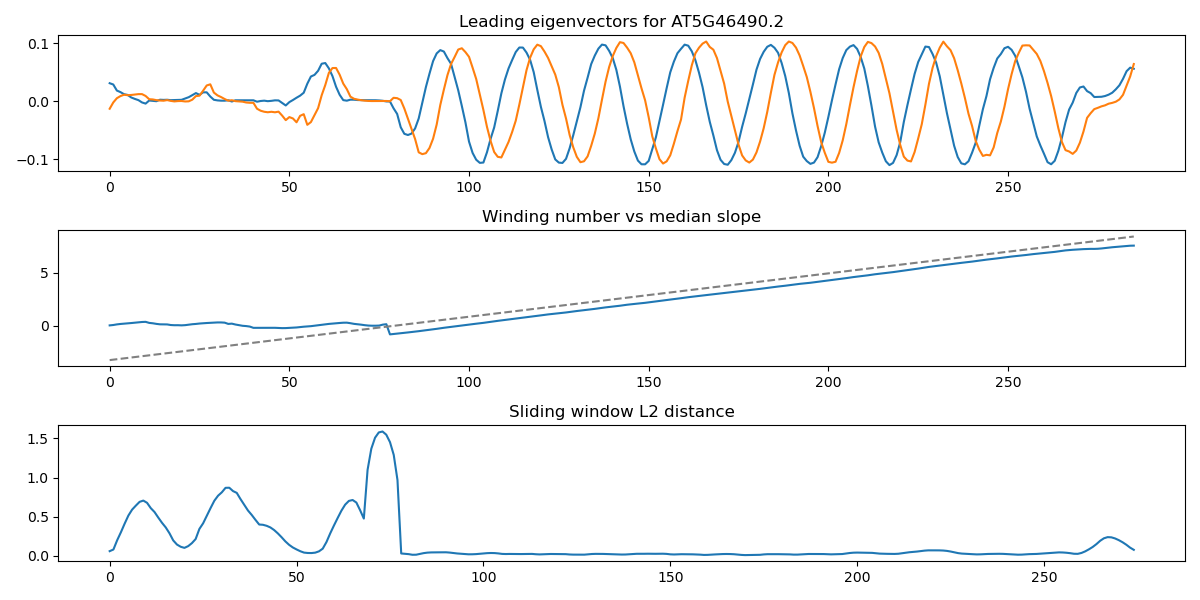 Leading eigenvectors for AT5G46490.2
0.1
0.0
−0.1
0 50 100 150 200 250
Winding number vs median slope
5
0
0 50 100 150 200 250
Sliding window L2 distance
1.5
1.0
0.5
0.0
0 50 100 150 200 250